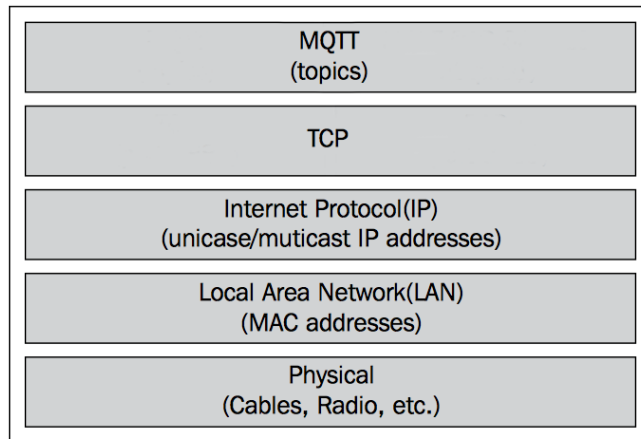 MQTT
(topics)
TCP
Internet Protocol(IP)
(unicase/muticast IP addresses)
Local Area Network(LAN)
(MAC addresses)
Physical
(Cables, Radio, etc.)